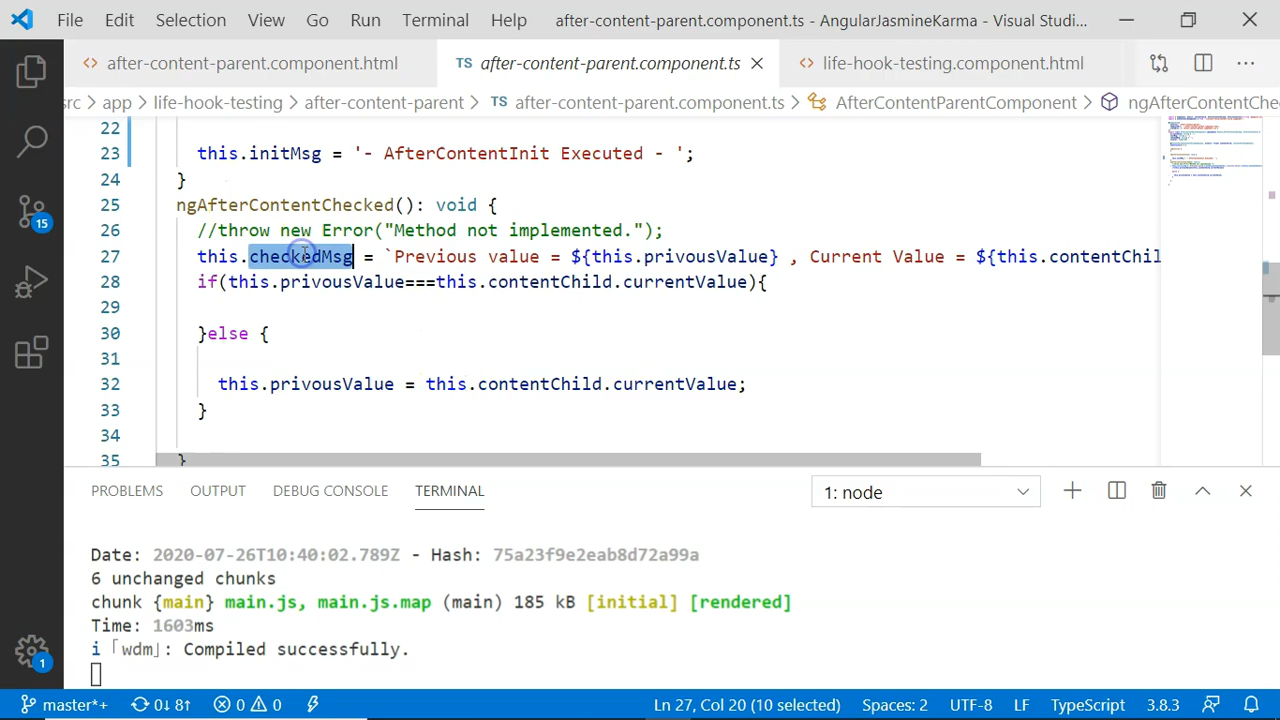 File Edit Selection View Go Run Terminal Help after-content-parent.component.ts - AngularJasmineKarma - Visual Studi...
after-content-parent.component.html TS after-content-parent.component.ts life-hook-testing.component.html
src > app > life-hook-testing > after-content-parent > TS after-content-parent.component.ts > AfterContentParentComponent > ngAfterContentChe
22
23 this.initMsg = ` AfterContentInit Executed `;
24 }
25 ngAfterContentChecked(): void {
26 //throw new Error("Method not implemented.");
27 this.checkedMsg = `Previous value = ${this.privousValue} , Current Value = ${this.contentChil
28 if(this.privousValue===this.contentChild.currentValue){
29
30 }else {
31
32 this.privousValue = this.contentChild.currentValue;
33 }
34
35 }
PROBLEMS OUTPUT DEBUG CONSOLE TERMINAL 1: node
Date: 2020-07-26T10:40:02.789Z - Hash: 75a23f9e2eab8d72a99a
6 unchanged chunks
chunk {main} main.js, main.js.map (main) 185 kB [initial] [rendered]
Time: 1603ms
i 「wdm」: Compiled successfully.
15
1
master*+ 0↓ 8↑ 0 0 Ln 27, Col 20 (10 selected) Spaces: 2 UTF-8 LF TypeScript 3.8.3